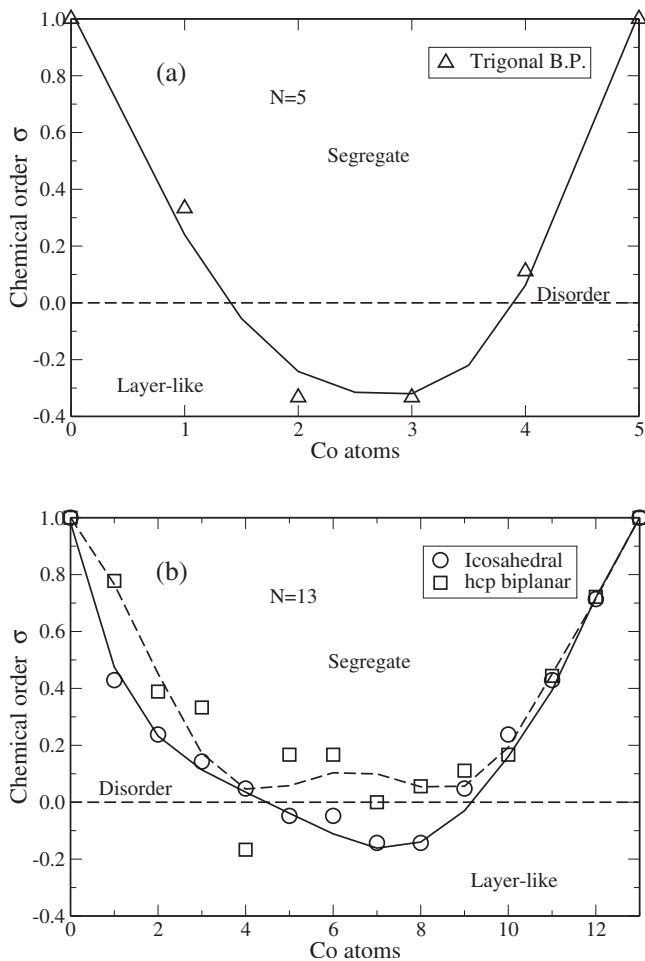 1.0
(a)
Trigonal B.P.
0.8
N=5
0.6
Segregate
0.4
0.2
0.0
Disorder
-0.2
Layer-like
-0.4
0 1 2 3 4 5
Co atoms
Chemical order σ
1.0
(b)
Icosahedral
hcp biplanar
0.8
N=13
0.6
Segregate
0.4
0.2
Disorder
0.0
-0.2
Layer-like
-0.4
0 2 4 6 8 10 12
Co atoms
Chemical order σ